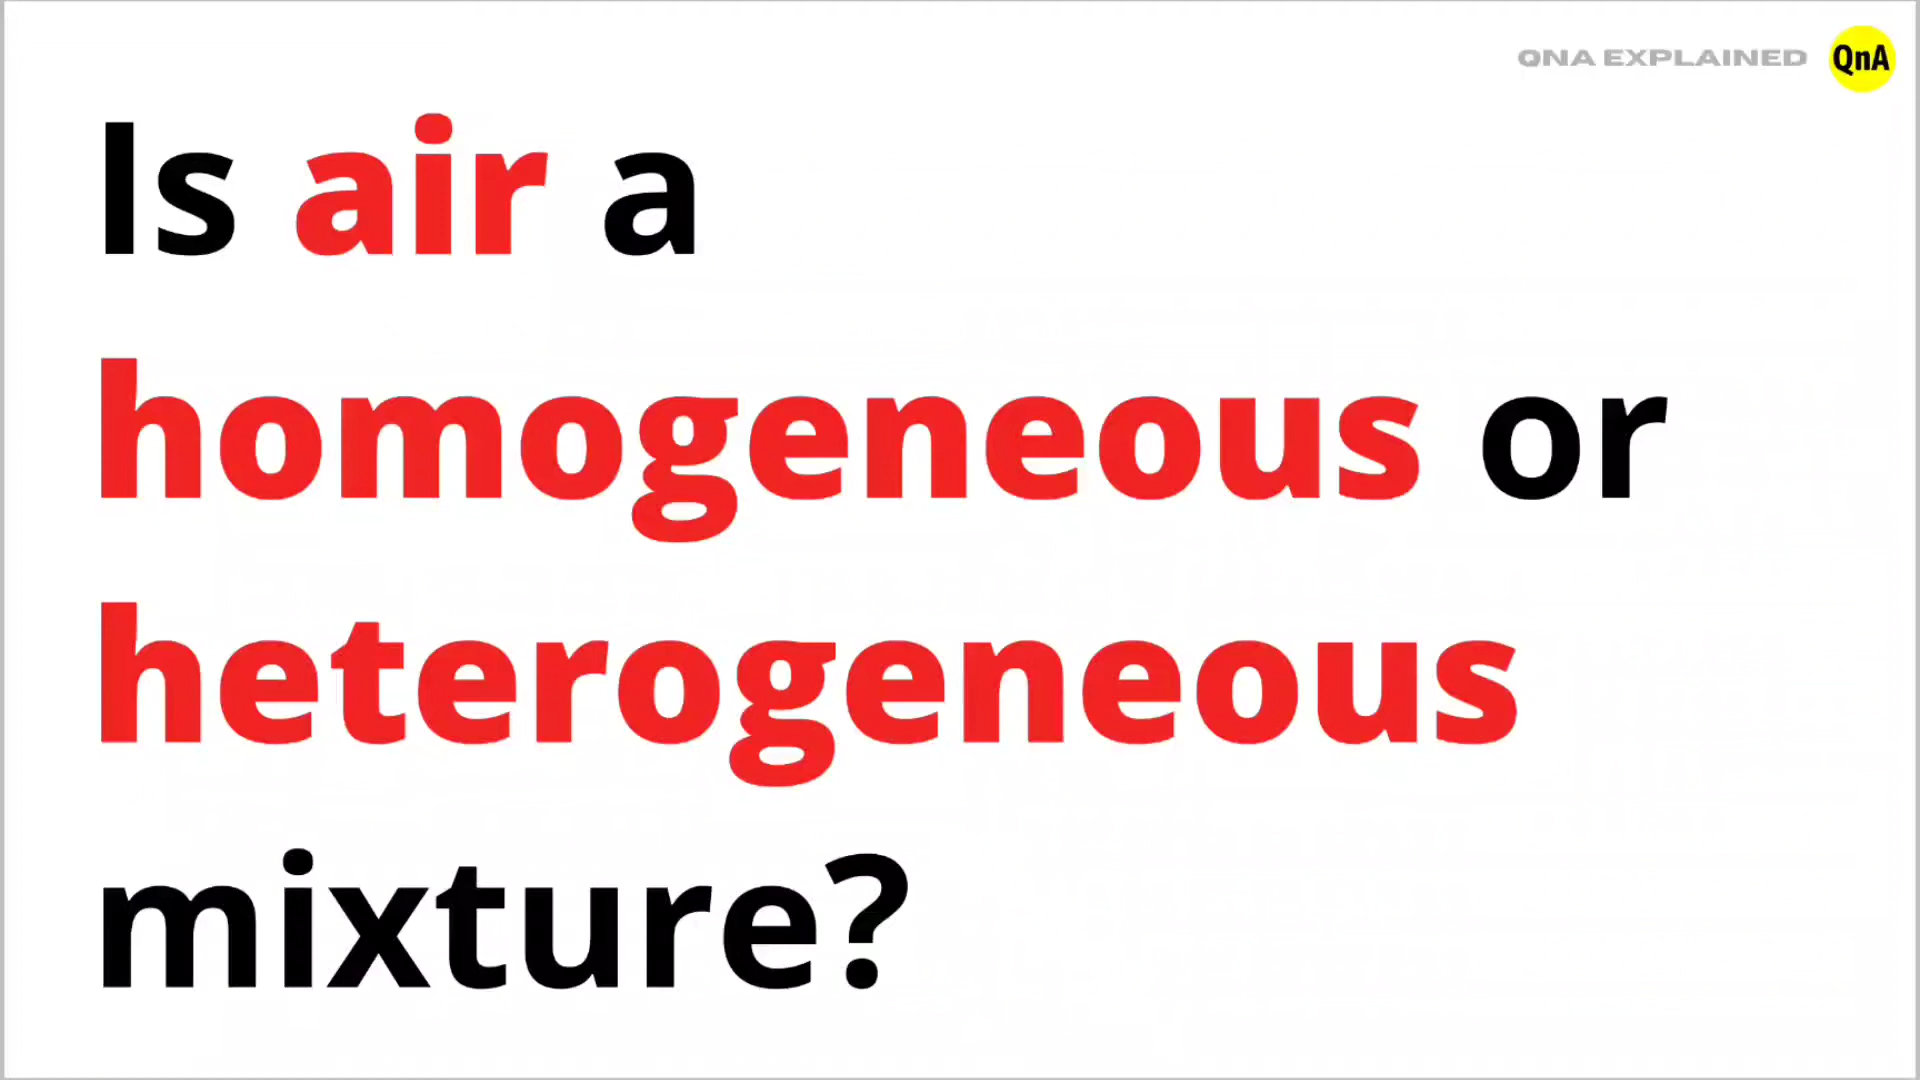 QNA EXPLAINED QnA
Is air a
homogeneous or
heterogeneous
mixture?